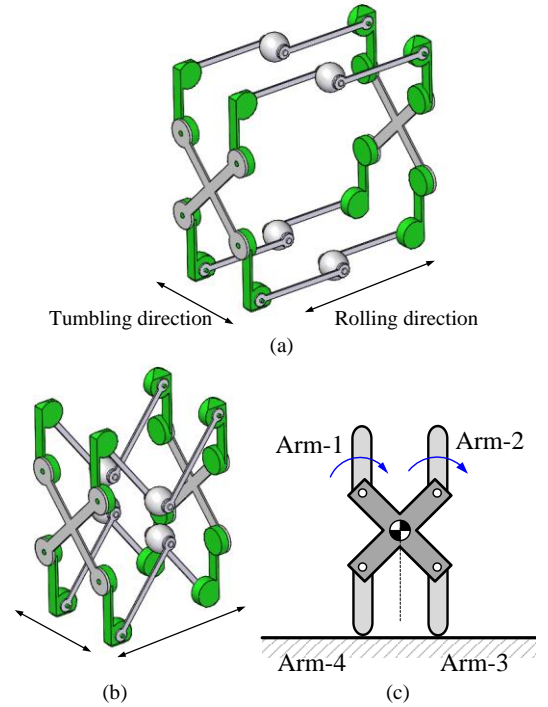 Tumbling direction
Rolling direction
(a)
Arm-1
Arm-2
Arm-4
Arm-3
(b)
(c)